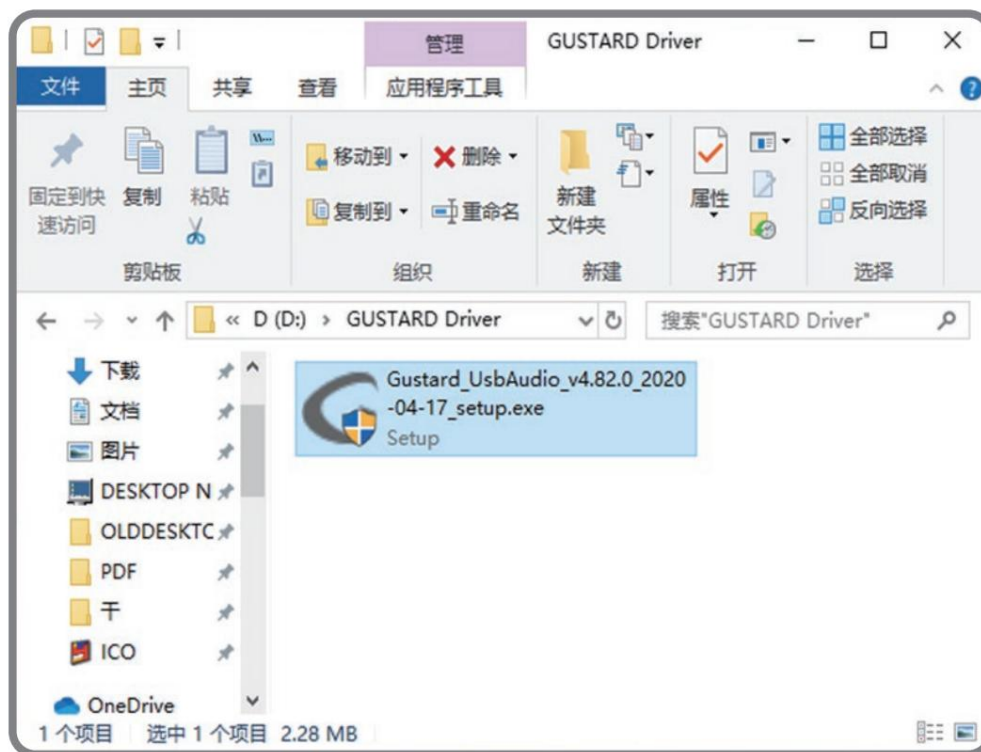 管理
GUSTARD Driver
文件
主页
共享
查看
应用程序工具
固定到快
速访问
复制
粘贴
剪贴板
移动到
复制到
删除
重命名
组织
新建
文件夹
新建
属性
打开
全部选择
全部取消
反向选择
选择
« D (D:) › GUSTARD Driver
搜索"GUSTARD Driver"
下载
文档
图片
DESKTOP N
OLDDESKTC
PDF
干
ICO
OneDrive
Gustard_UsbAudio_v4.82.0_2020
-04-17_setup.exe
Setup
1 个项目 选中 1 个项目 2.28 MB